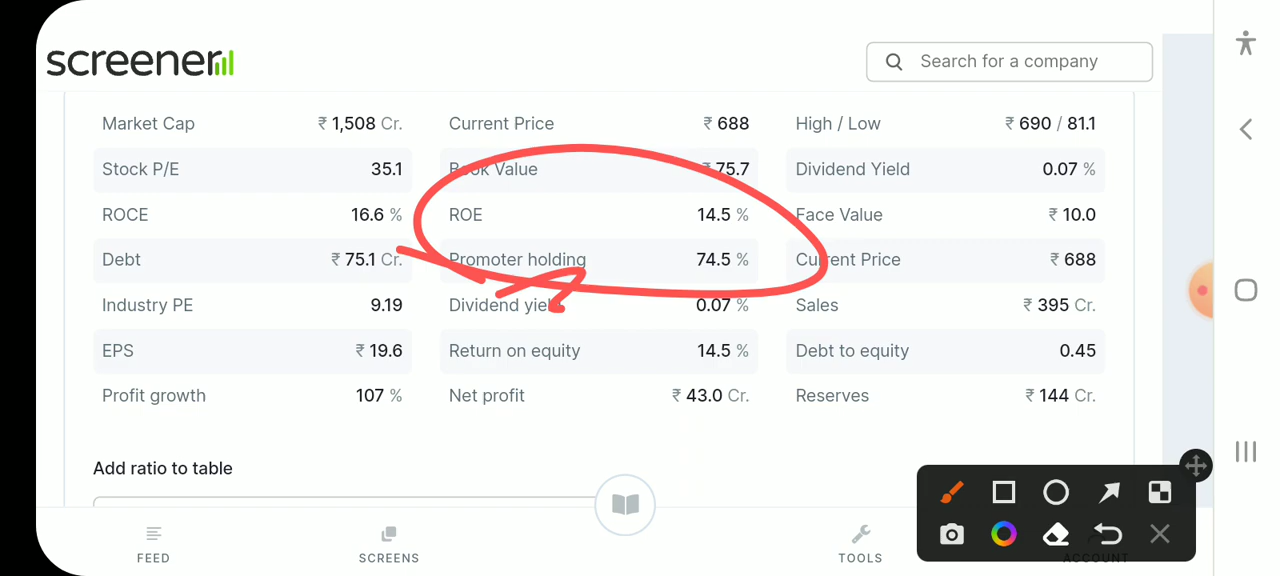 screener
Search for a company
Market Cap ₹ 1,508 Cr. Current Price ₹ 688 High / Low ₹ 690 / 81.1
Stock P/E 35.1 Book Value ₹ 75.7 Dividend Yield 0.07 %
ROCE 16.6 % ROE 14.5 % Face Value ₹ 10.0
Debt ₹ 75.1 Cr. Promoter holding 74.5 % Current Price ₹ 688
Industry PE 9.19 Dividend yield 0.07 % Sales ₹ 395 Cr.
EPS ₹ 19.6 Return on equity 14.5 % Debt to equity 0.45
Profit growth 107 % Net profit ₹ 43.0 Cr. Reserves ₹ 144 Cr.
Add ratio to table
FEED SCREENS TOOLS ACCOUNT